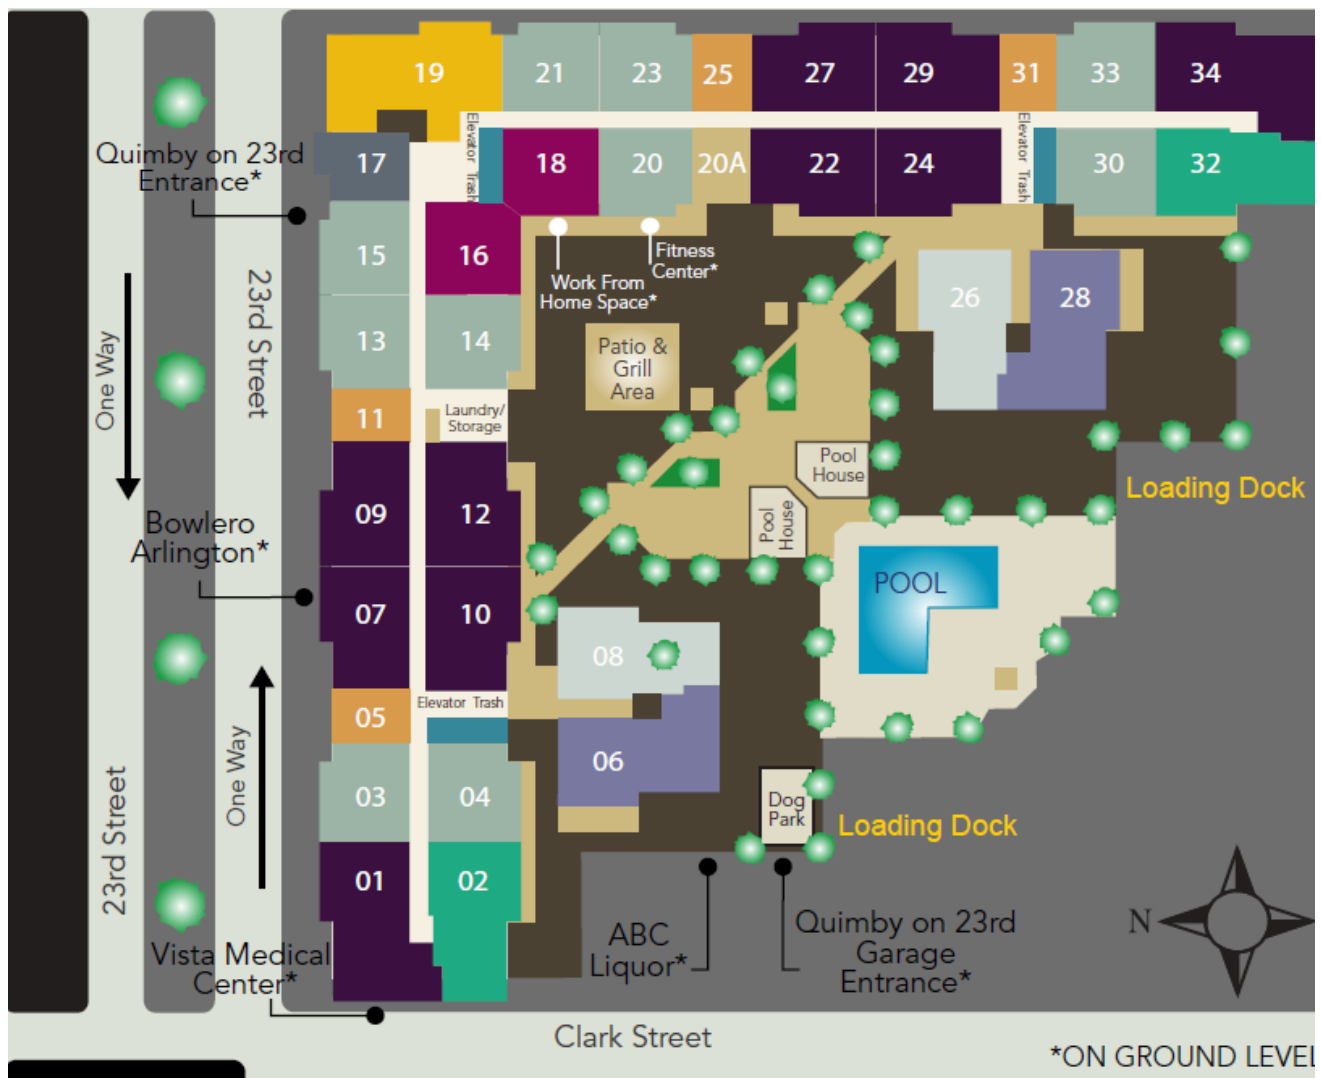 19
21
23
25
27
29
31
33
34
Elevator Trash
Elevator Trash
Quimby on 23rd
Entrance*
17
18
20
20A
22
24
30
32
15
16
Work From
Home Space*
Fitness
Center*
26
28
23rd Street
One Way
13
14
Patio &
Grill
Area
11
Laundry/
Storage
Pool
House
Loading Dock
Bowlero
Arlington*
09
12
Pool
House
POOL
07
10
08
Elevator Trash
05
06
One Way
23rd Street
03
04
Dog
Park
Loading Dock
01
02
Vista Medical
Center*
ABC
Liquor*
Quimby on 23rd
Garage
Entrance*
N
Clark Street
*ON GROUND LEVEL